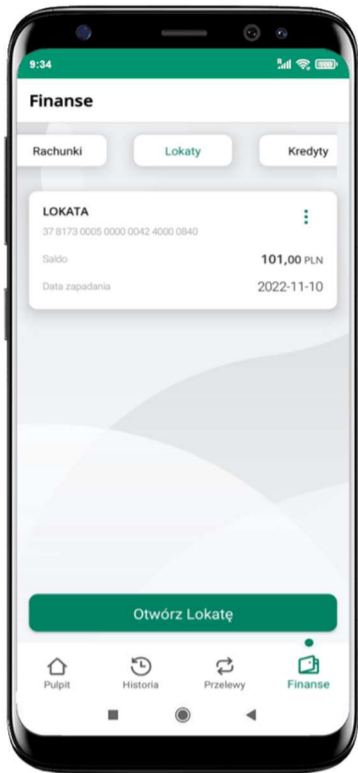 9:34
Finanse
Rachunki Lokaty Kredyty
LOKATA
37 8173 0005 0000 0042 4000 0840
Saldo 101,00 PLN
Data zapadania 2022-11-10
Otwórz Lokatę
Pulpit Historia Przelewy Finanse